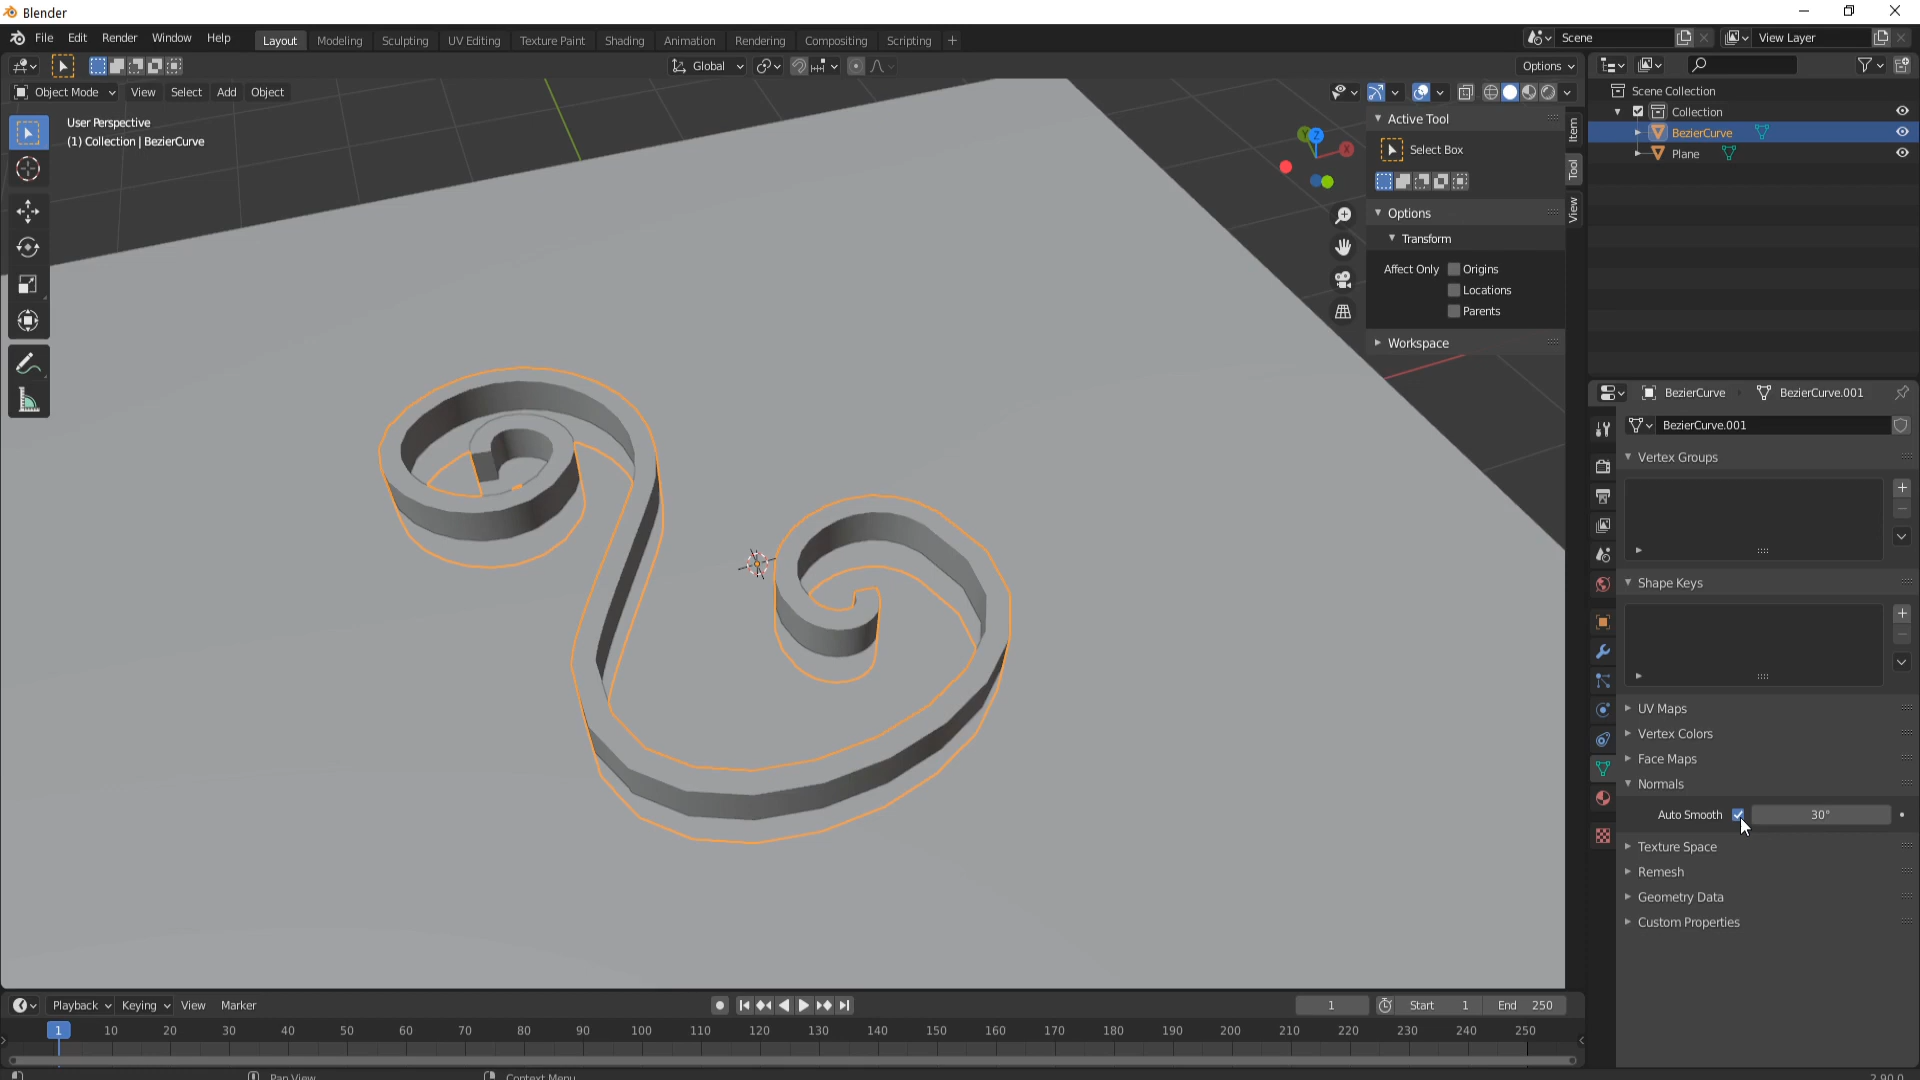 Blender
File Edit Render Window Help Layout Modeling Sculpting UV Editing Texture Paint Shading Animation Rendering Compositing Scripting + Scene View Layer
Global Options
Object Mode View Select Add Object
User Perspective
(1) Collection | BezierCurve
X
Z
Y
Active Tool
Select Box
Options
Transform
Affect Only Origins
Locations
Parents
Workspace
Item
Tool
View
Scene Collection
Collection
BezierCurve
Plane
BezierCurve BezierCurve.001
BezierCurve.001
Vertex Groups
Shape Keys
UV Maps
Vertex Colors
Face Maps
Normals
Auto Smooth 30°
Texture Space
Remesh
Geometry Data
Custom Properties
Playback Keying View Marker 1 Start 1 End 250
1 10 20 30 40 50 60 70 80 90 100 110 120 130 140 150 160 170 180 190 200 210 220 230 240 250
Pan View Context Menu 2.90.0